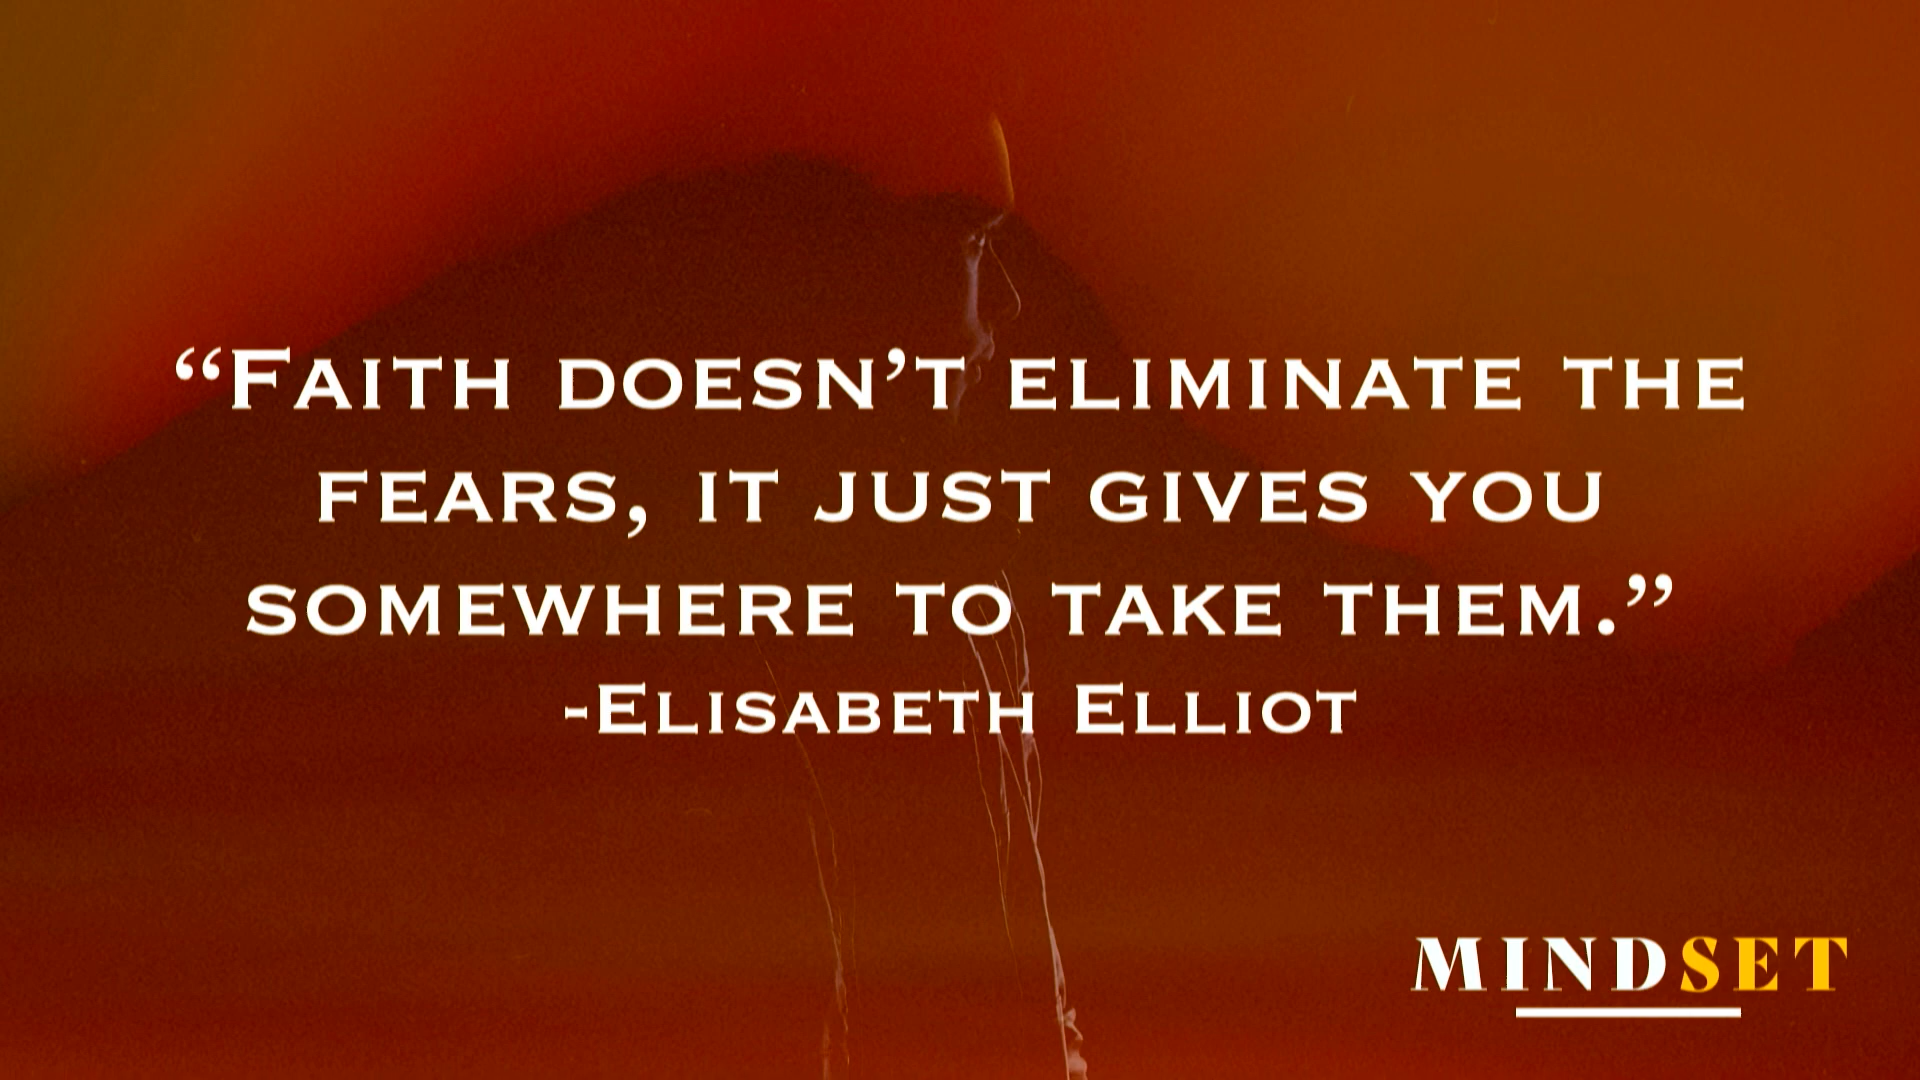 “Faith doesn’t eliminate the
fears, it just gives you
somewhere to take them.”
-Elisabeth Elliot
MINDSET